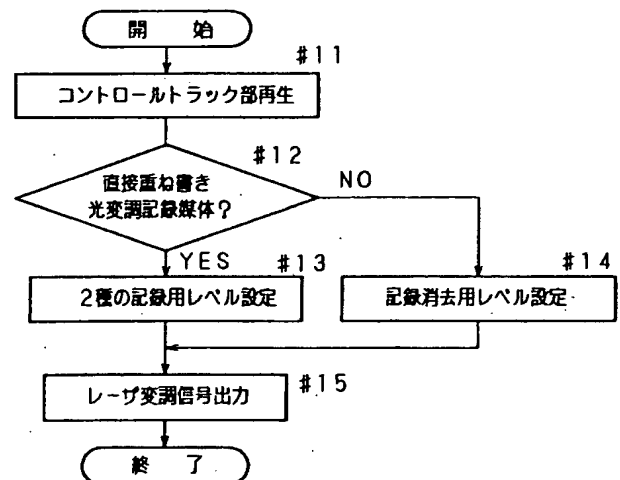 開 始
#11
コントロールトラック部再生
#12
直接重ね書き
光変調記録媒体?
NO
YES
#13
#14
2種の記録用レベル設定
記録消去用レベル設定
#15
レーザ変調信号出力
終 了